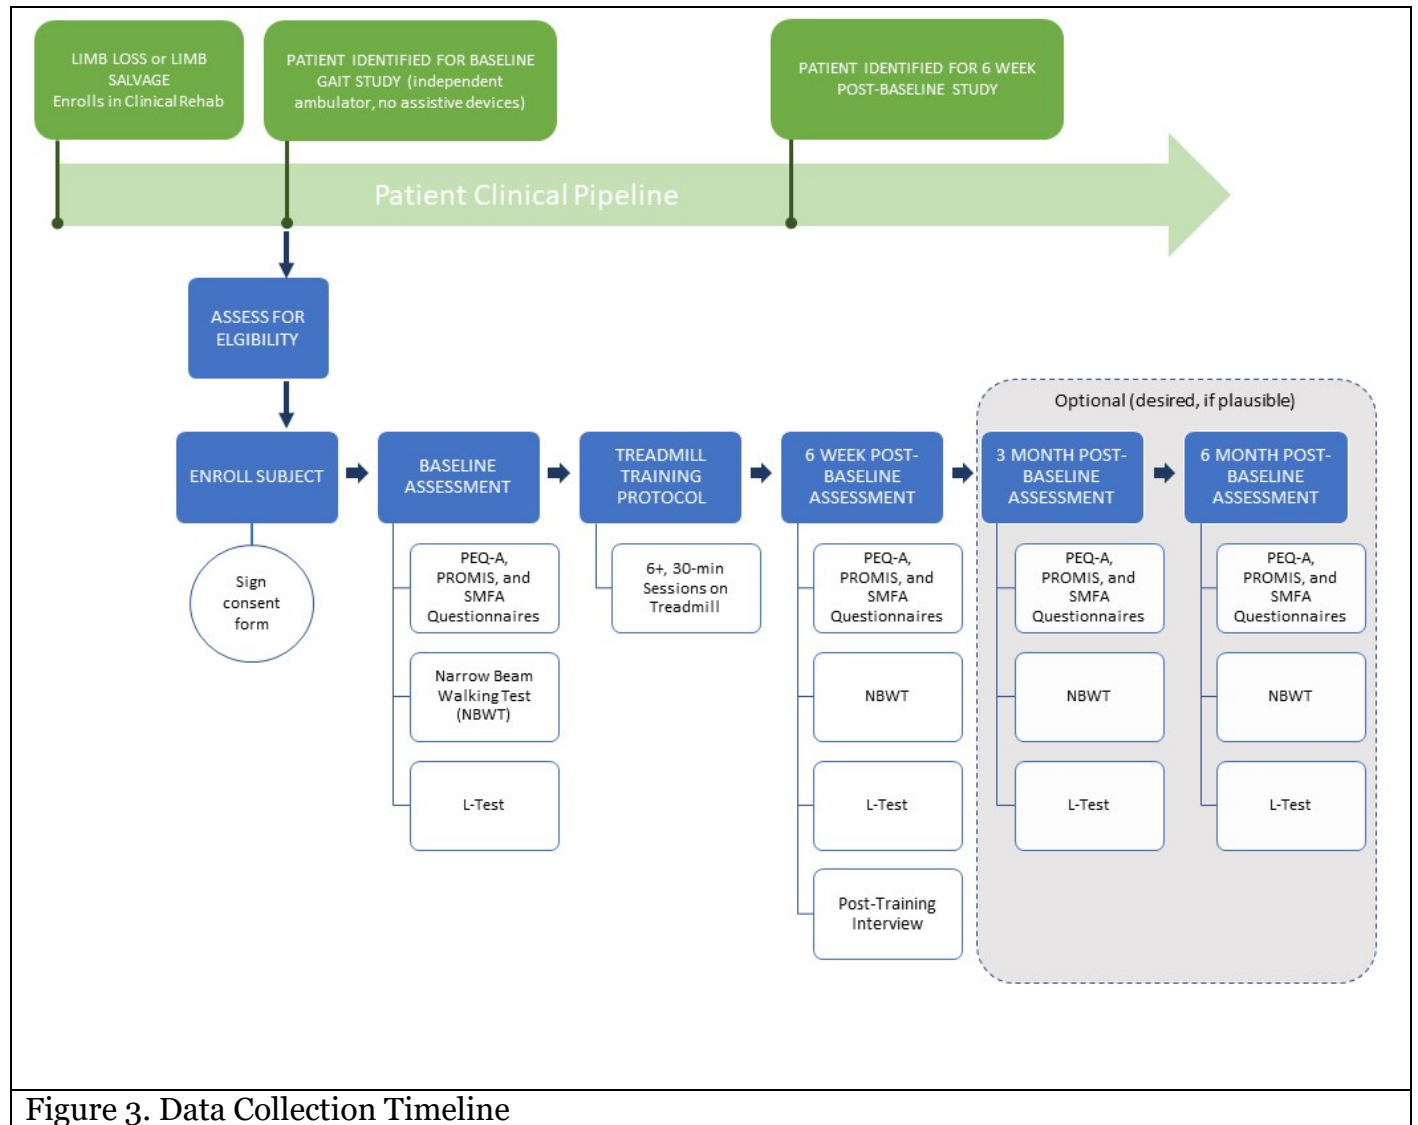 LIMB LOSS or LIMB
SALVAGE
Enrolls in Clinical Rehab
PATIENT IDENTIFIED FOR BASELINE
GAIT STUDY (independent
ambulator, no assistive devices)
PATIENT IDENTIFIED FOR 6 WEEK
POST-BASELINE STUDY
Patient Clinical Pipeline
ASSESS FOR
ELGIBILITY
Optional (desired, if plausible)
ENROLL SUBJECT
BASELINE
ASSESSMENT
TREADMILL
TRAINING
PROTOCOL
6 WEEK POST-
BASELINE
ASSESSMENT
3 MONTH POST-
BASELINE
ASSESSMENT
6 MONTH POST-
BASELINE
ASSESSMENT
Sign
consent
form
PEQ-A,
PROMIS, and
SMFA
Questionnaires
Narrow Beam
Walking Test
(NBWT)
L-Test
6+, 30-min
Sessions on
Treadmill
PEQ-A,
PROMIS, and
SMFA
Questionnaires
NBWT
L-Test
Post-Training
Interview
PEQ-A,
PROMIS, and
SMFA
Questionnaires
NBWT
L-Test
PEQ-A,
PROMIS, and
SMFA
Questionnaires
NBWT
L-Test
Figure 3. Data Collection Timeline